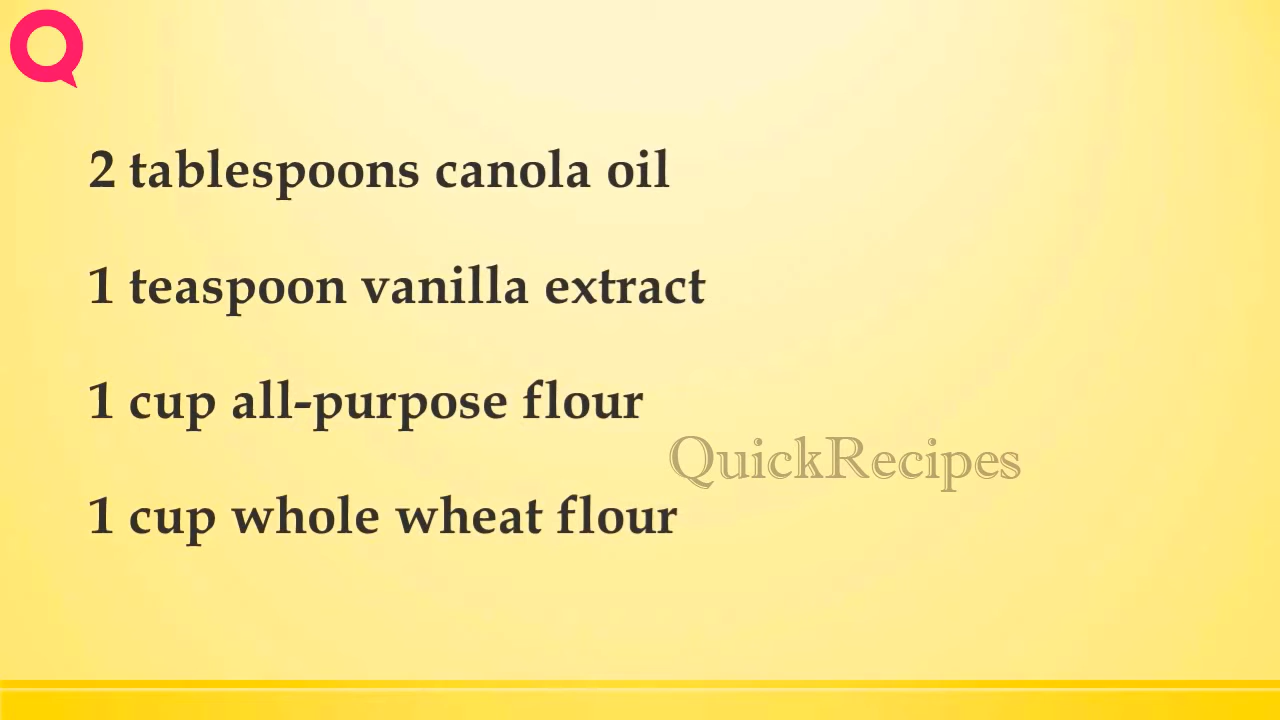 2 tablespoons canola oil
1 teaspoon vanilla extract
1 cup all-purpose flour
QuickRecipes
1 cup whole wheat flour